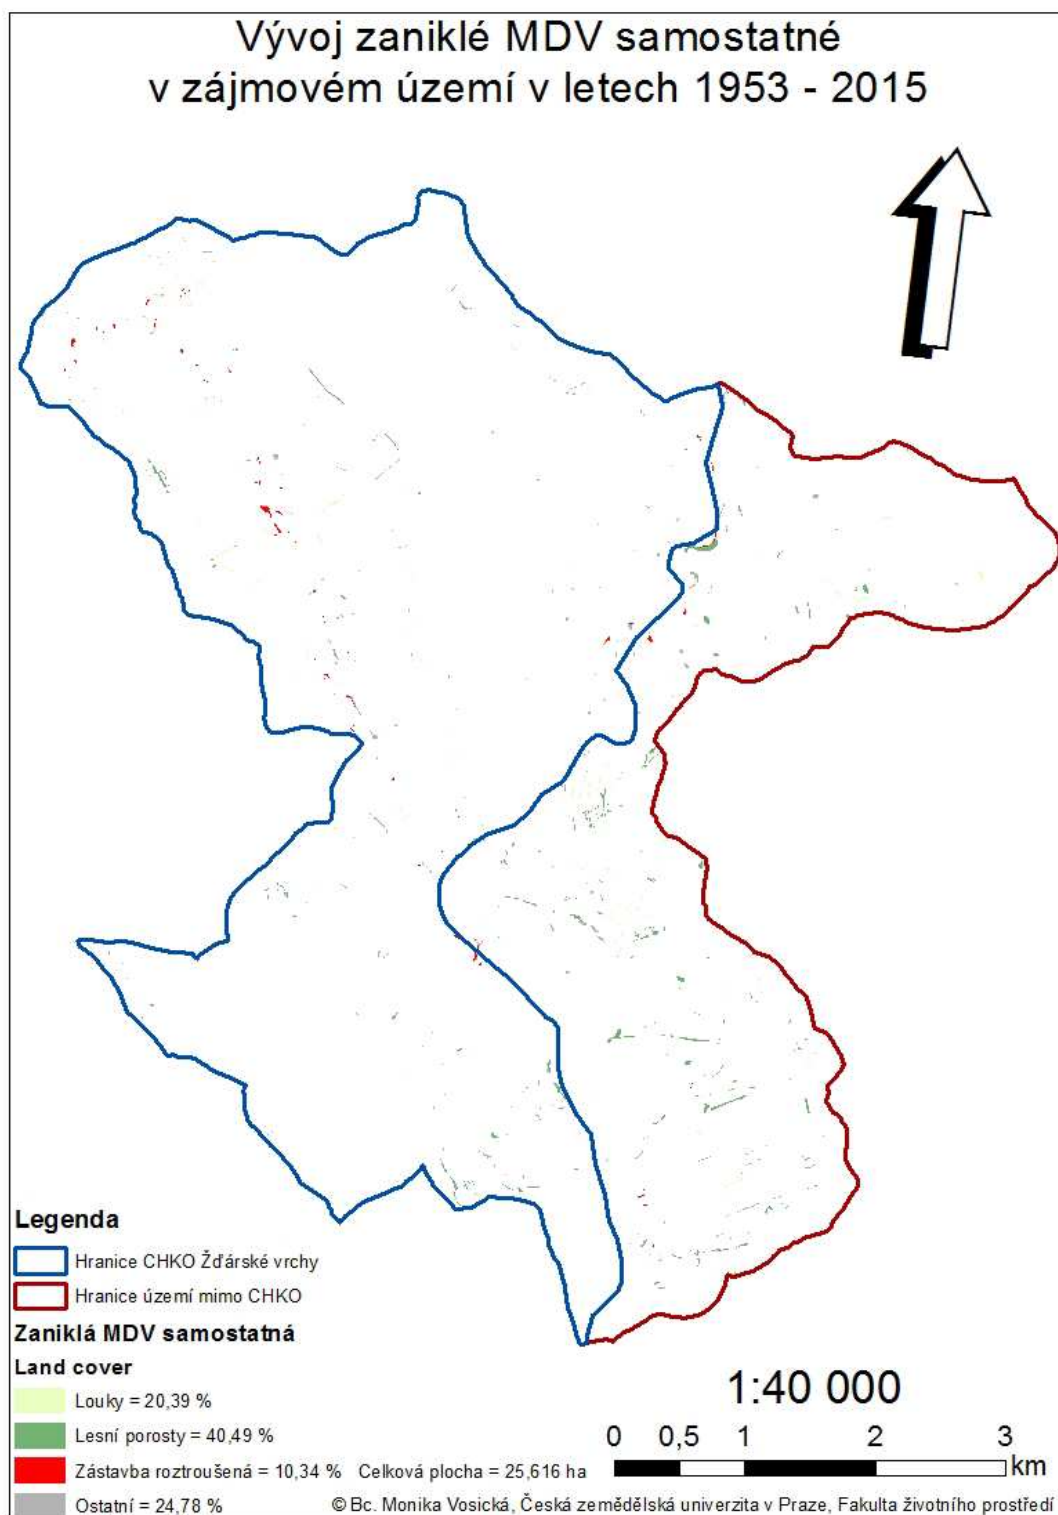 Vývoj zaniklé MDV samostatné
v zájmovém území v letech 1953 - 2015
Legenda
Hranice CHKO Žďárské vrchy
Hranice území mimo CHKO
Zaniklá MDV samostatná
Land cover
Louky = 20,39 %
Lesní porosty = 40,49 %
Zástavba roztroušená = 10,34 % Celková plocha = 25,616 ha
Ostatní = 24,78 %
1:40 000
0 0,5 1 2 3
km
© Bc. Monika Vosická, Česká zemědělská univerzita v Praze, Fakulta životního prostředí